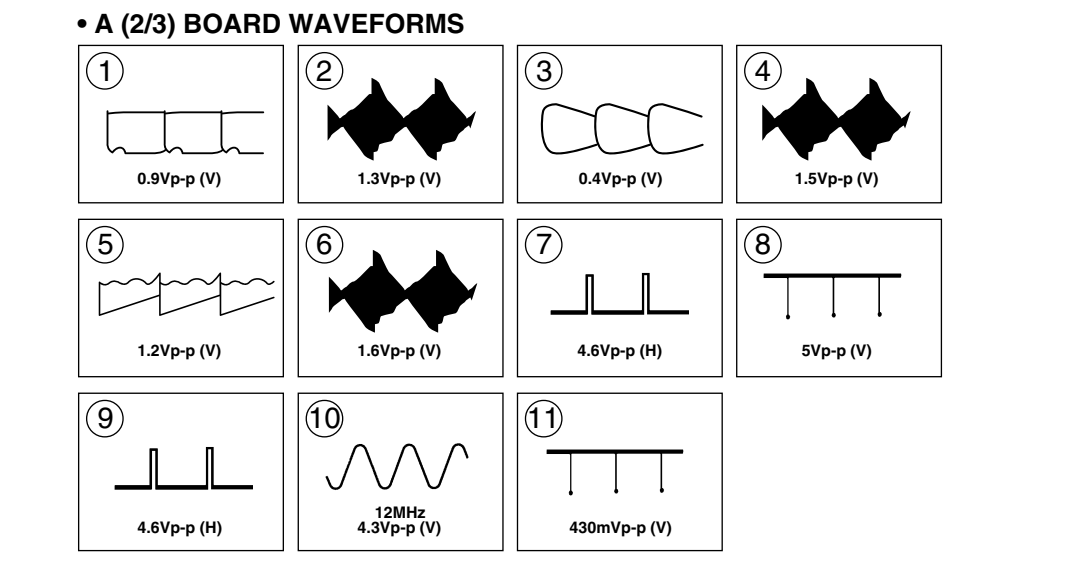 • A (2/3) BOARD WAVEFORMS
1
0.9Vp-p (V)
2
1.3Vp-p (V)
3
0.4Vp-p (V)
4
1.5Vp-p (V)
5
1.2Vp-p (V)
6
1.6Vp-p (V)
7
4.6Vp-p (H)
8
5Vp-p (V)
9
4.6Vp-p (H)
10
12MHz
4.3Vp-p (V)
11
430mVp-p (V)